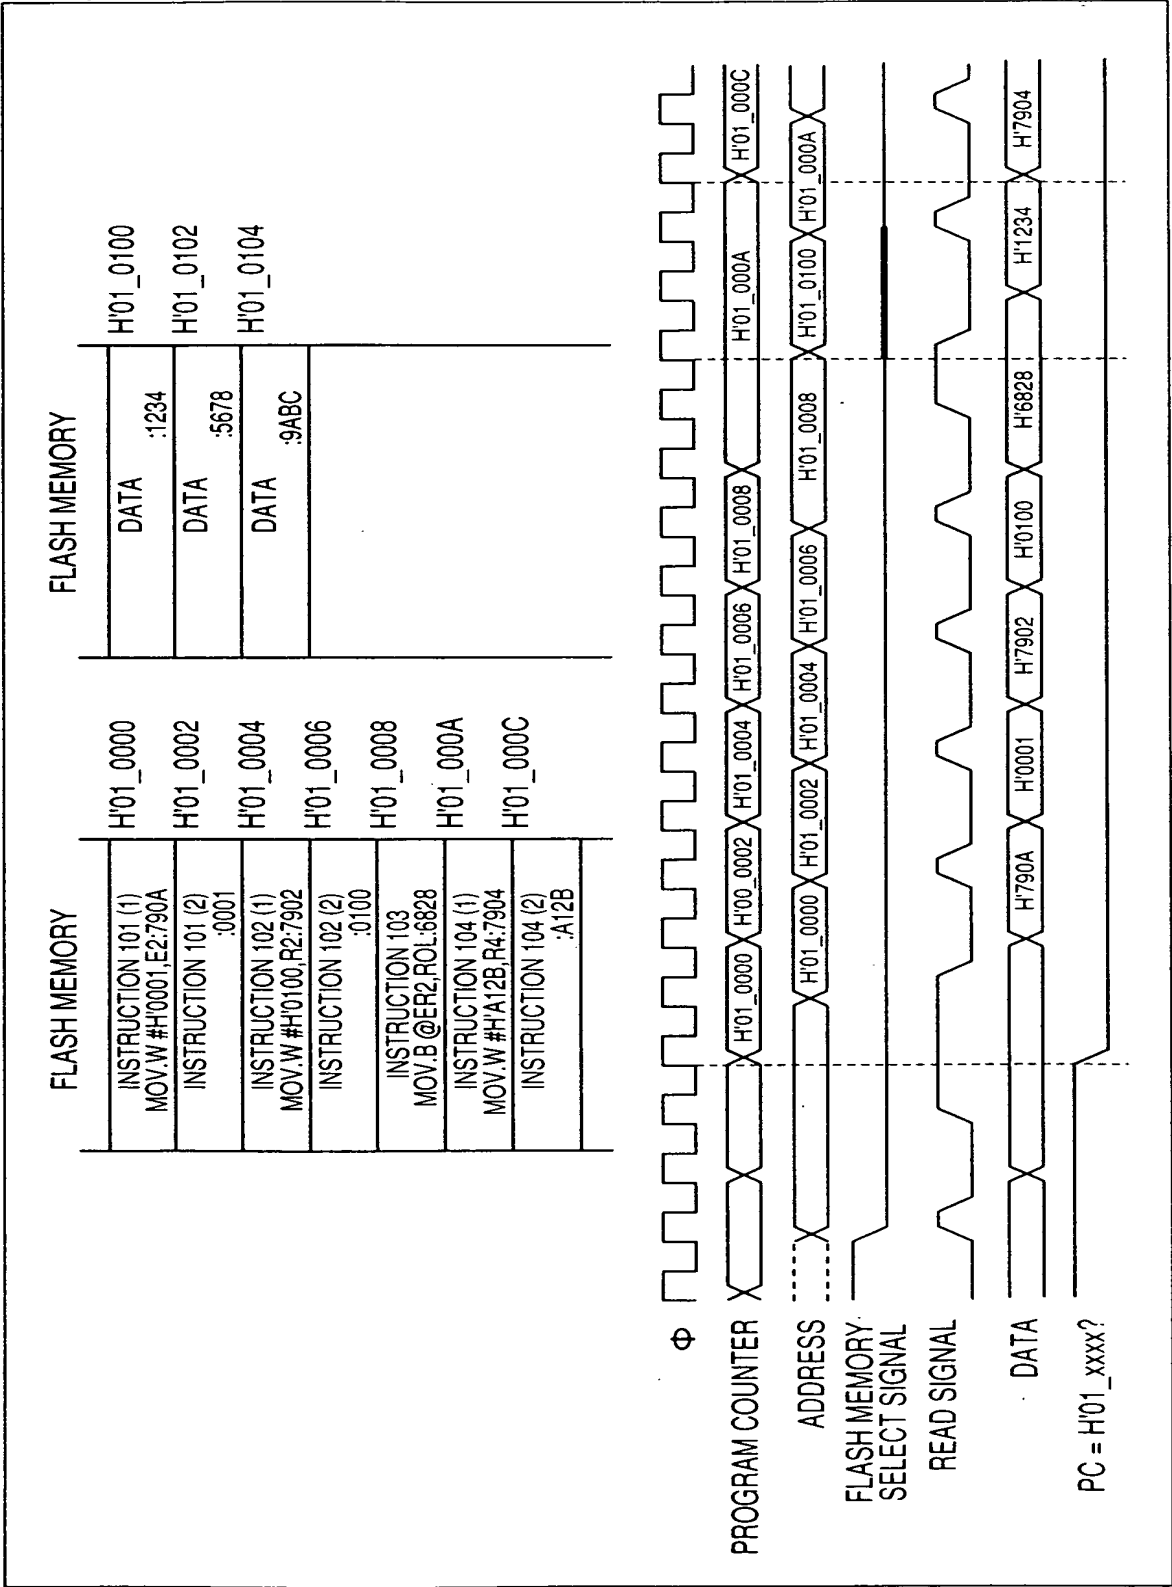 FLASH MEMORY
INSTRUCTION 101 (1)
MOV.W #H'0001,E2:790A
H'01_0000
INSTRUCTION 101 (2)
:0001
H'01_0002
INSTRUCTION 102 (1)
MOV.W #H'0100,R2:7902
H'01_0004
INSTRUCTION 102 (2)
:0100
H'01_0006
INSTRUCTION 103
MOV.B @ER2,ROL:6828
H'01_0008
INSTRUCTION 104 (1)
MOV.W #H'A12B,R4:7904
H'01_000A
INSTRUCTION 104 (2)
:A12B
H'01_000C
FLASH MEMORY
DATA :1234
H'01_0100
DATA :5678
H'01_0102
DATA :9ABC
H'01_0104
Φ
PROGRAM COUNTER
H'01_0000 H'00_0002 H'01_0004 H'01_0006 H'01_0008 H'01_000A H'01_000C
ADDRESS
H'01_0000 H'01_0002 H'01_0004 H'01_0006 H'01_0008 H'01_0100 H'01_000A
FLASH MEMORY
SELECT SIGNAL
READ SIGNAL
DATA
H'790A H'0001 H'7902 H'0100 H'6828 H'1234 H'7904
PC = H'01_xxxx?